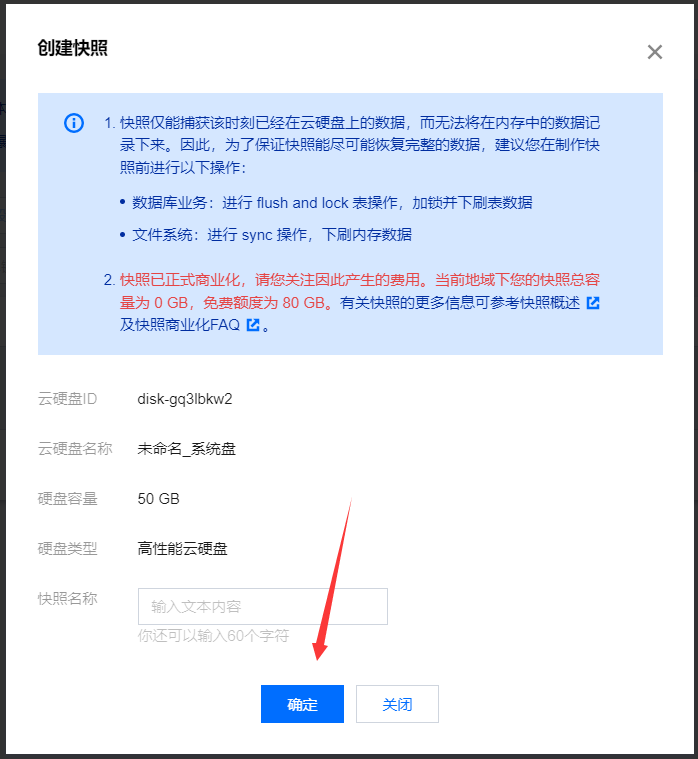 创建快照
1. 快照仅能捕获该时刻已经在云硬盘上的数据，而无法将在内存中的数据记
录下来。因此，为了保证快照能尽可能恢复完整的数据，建议您在制作快
照前进行以下操作：
• 数据库业务：进行 flush and lock 表操作，加锁并下刷表数据
• 文件系统：进行 sync 操作，下刷内存数据
2. 快照已正式商业化，请您关注因此产生的费用。当前地域下您的快照总容
量为 0 GB，免费额度为 80 GB。有关快照的更多信息可参考快照概述
及快照商业化FAQ 。
云硬盘ID disk-gq3lbkw2
云硬盘名称 未命名_系统盘
硬盘容量 50 GB
硬盘类型 高性能云硬盘
快照名称 输入文本内容
你还可以输入60个字符
确定 关闭